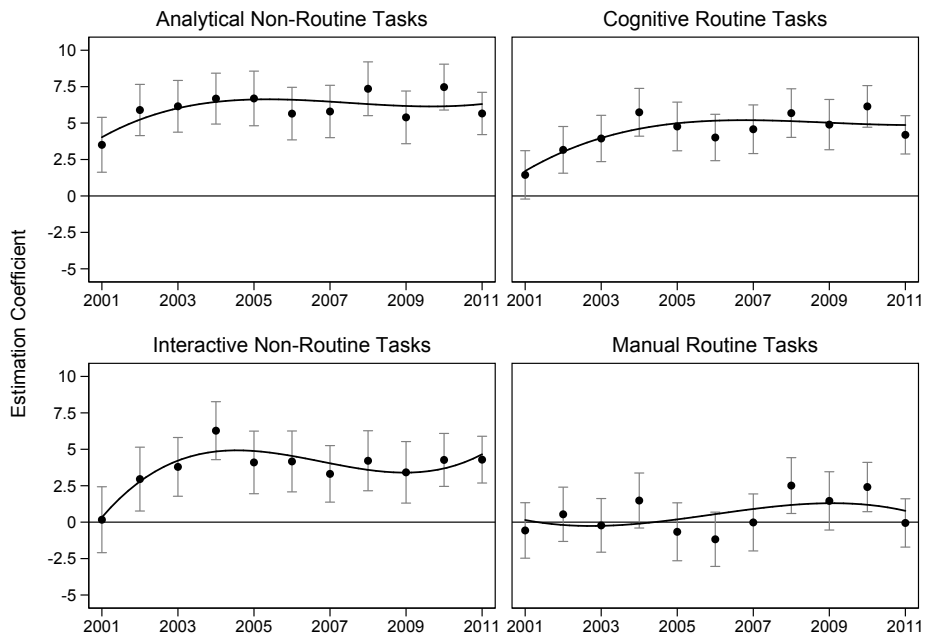 Analytical Non-Routine Tasks
Cognitive Routine Tasks
10
7.5
5
2.5
0
-2.5
-5
2001 2003 2005 2007 2009 2011
2001 2003 2005 2007 2009 2011
Estimation Coefficient
Interactive Non-Routine Tasks
Manual Routine Tasks
10
7.5
5
2.5
0
-2.5
-5
2001 2003 2005 2007 2009 2011
2001 2003 2005 2007 2009 2011